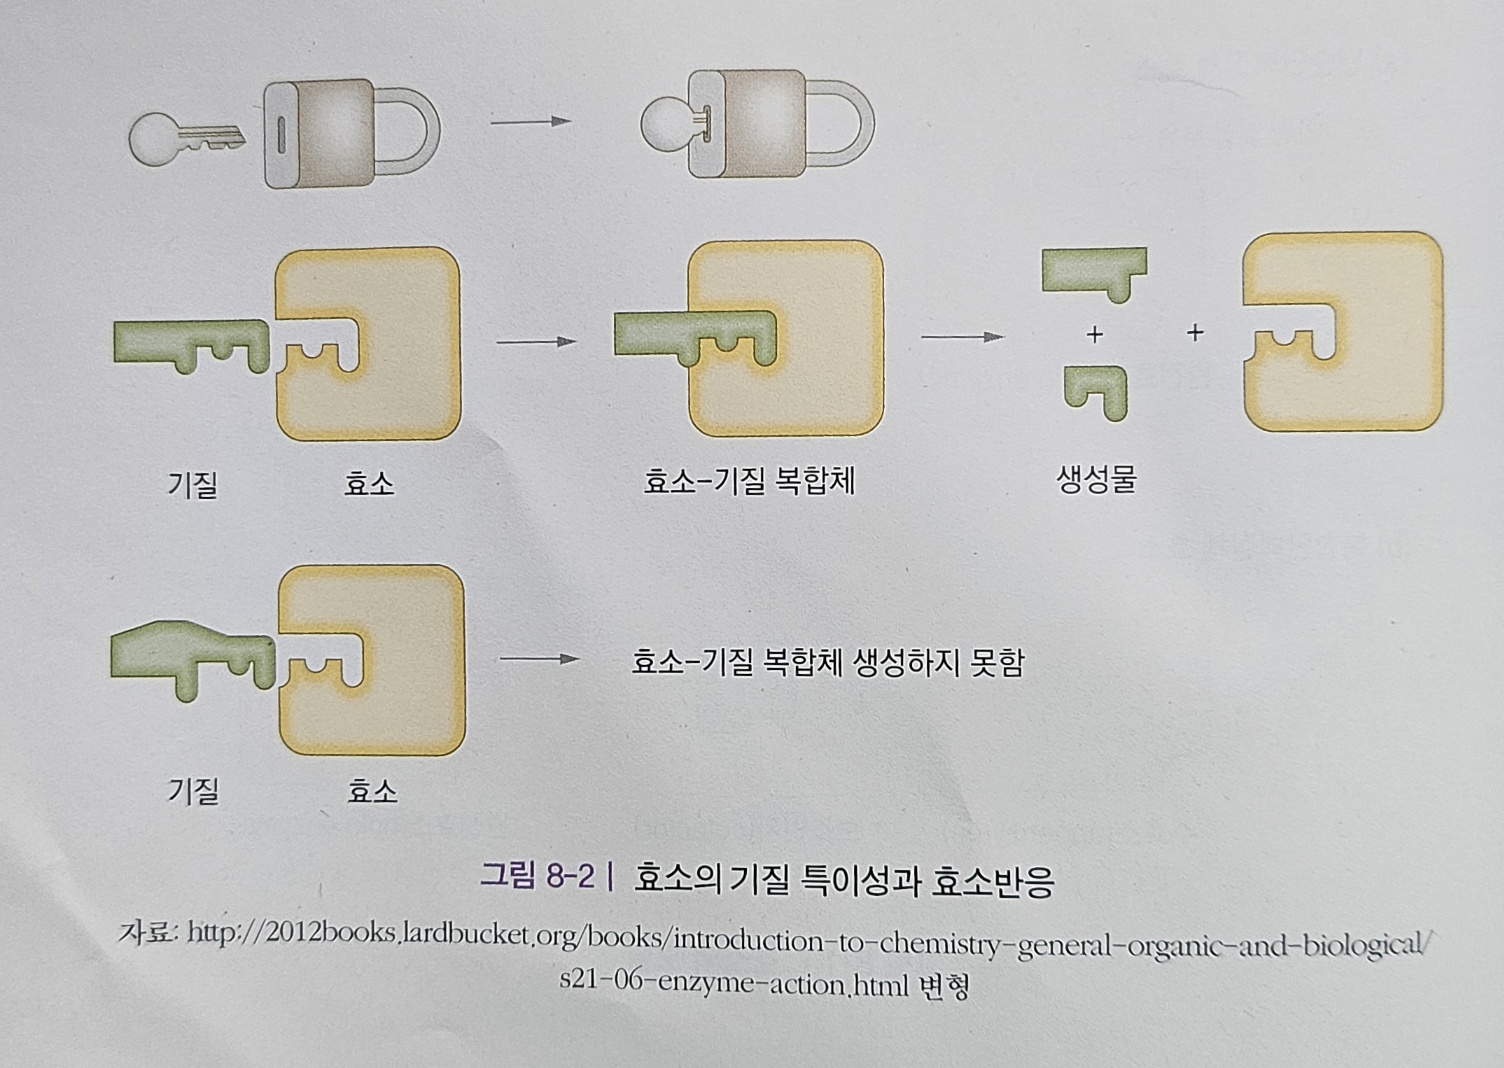 +
+
기질
효소
효소-기질 복합체
생성물
효소-기질 복합체 생성하지 못함
기질
효소
그림 8-2 | 효소의 기질 특이성과 효소반응
자료: http://2012books.lardbucket.org/books/introduction-to-chemistry-general-organic-and-biological/
s21-06-enzyme-action.html 변형